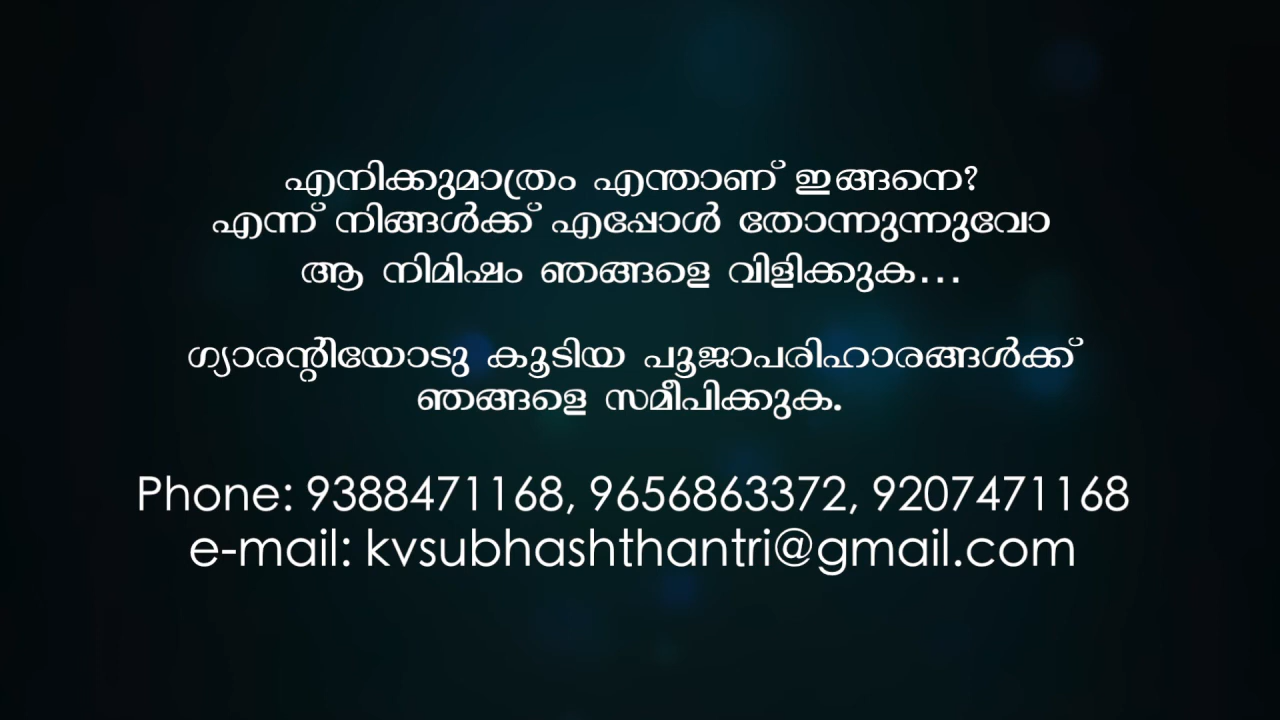 എനിക്കുമാത്രം എന്താണ് ഇങ്ങനെ?
എന്ന് നിങ്ങൾക്ക് എപ്പോൾ തോന്നുന്നുവോ
ആ നിമിഷം ഞങ്ങളെ വിളിക്കുക...
ഗ്യാരന്റിയോടു കൂടിയ പൂജാപരിഹാരങ്ങൾക്ക്
ഞങ്ങളെ സമീപിക്കുക.
Phone: 9388471168, 9656863372, 9207471168
e-mail: kvsubhashthantri@gmail.com